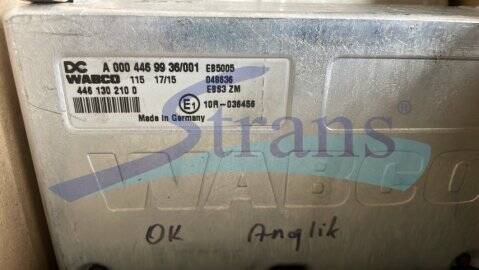 DC A 000 446 99 36/001 EB5005
WABCO 115 17/15 048636
446 130 210 0 EBS3 ZM
E1 10R-036456
Made in Germany
Strans
WABCO
OK Anglik